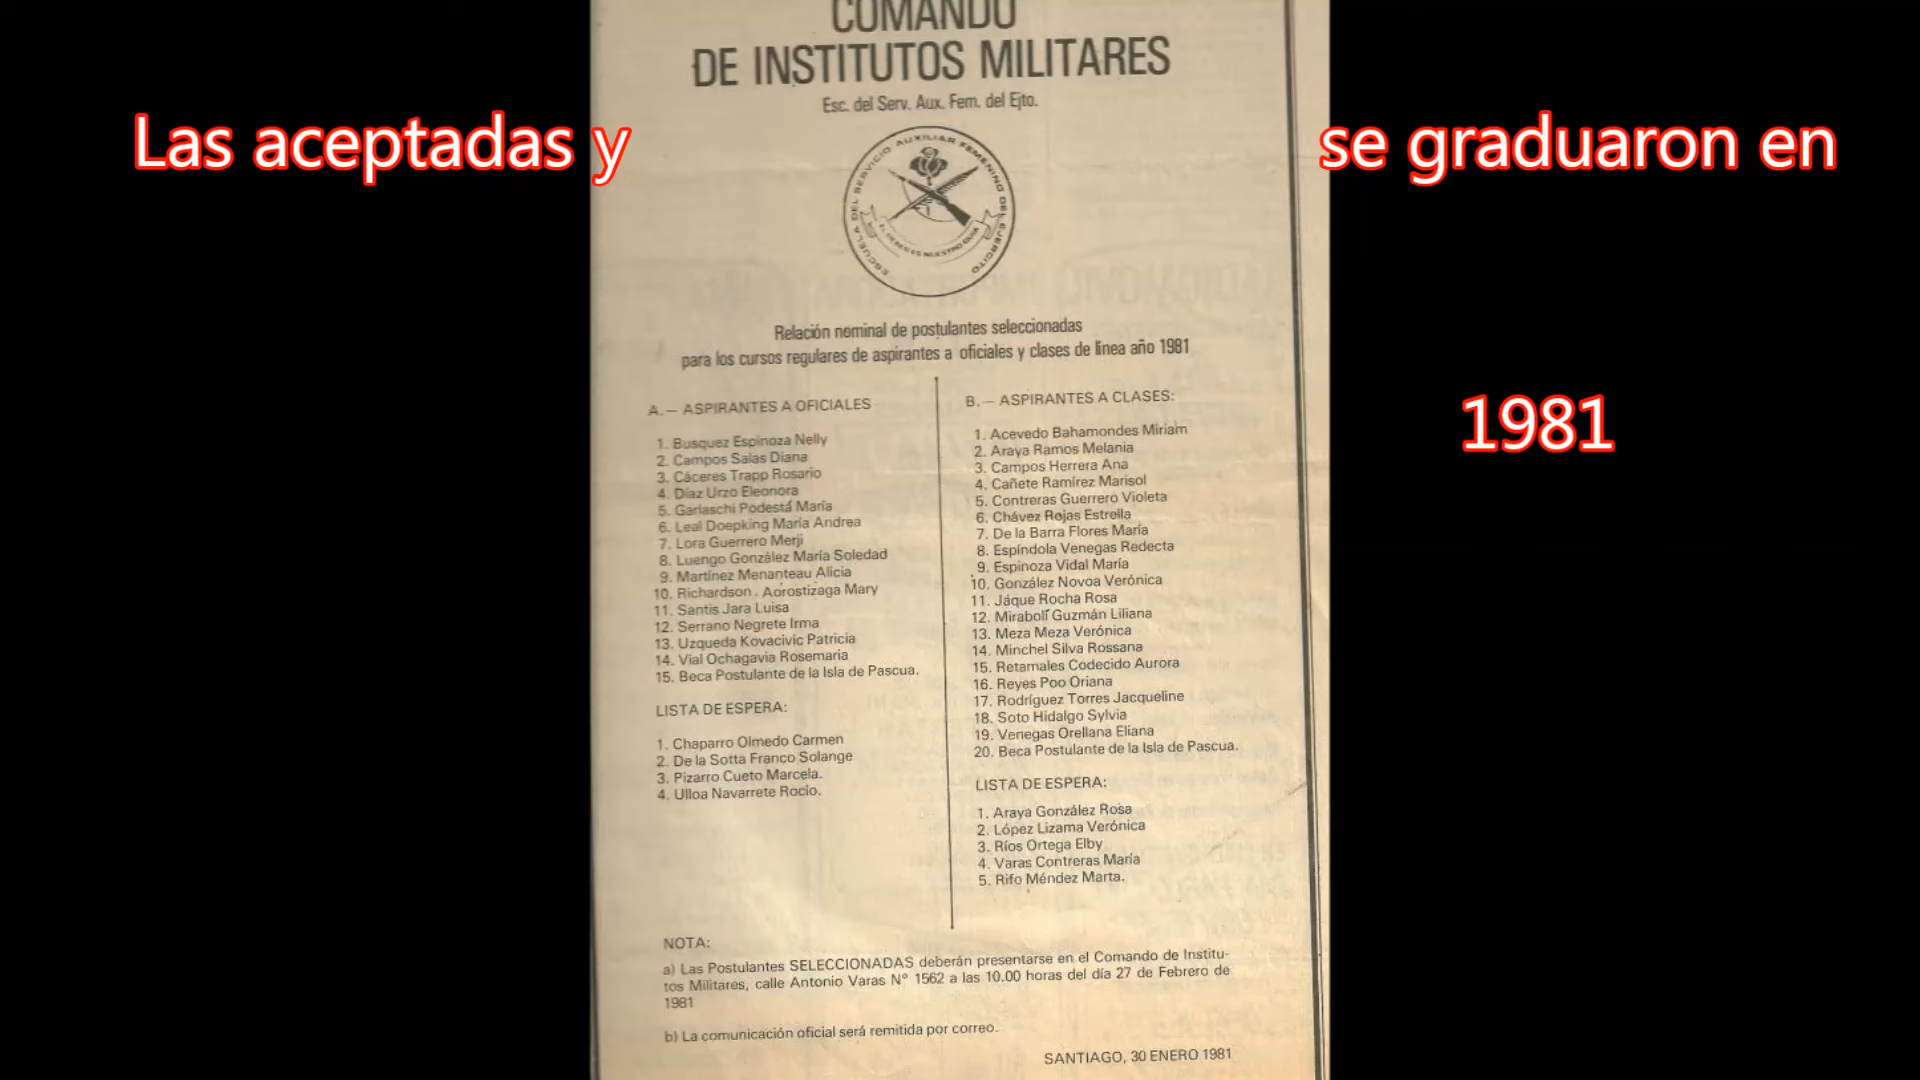 COMANDO
DE INSTITUTOS MILITARES
Esc. del Serv. Aux. Fem. del Ejto.
Las aceptadas y
se graduaron en
1981
ESCUELA DEL SERVICIO AUXILIAR FEMENINO DEL EJERCITO
EL DEBER ES NUESTRO GUIA
Relación nominal de postulantes seleccionadas
para los cursos regulares de aspirantes a oficiales y clases de línea año 1981
A.— ASPIRANTES A OFICIALES
1. Busquez Espinoza Nelly
2. Campos Salas Diana
3. Cáceres Trapp Rosario
4. Díaz Urzo Eleonora
5. Garlaschi Podestá María
6. Leal Doepking María Andrea
7. Lora Guerrero Merji
8. Luengo González María Soledad
9. Martínez Menanteau Alicia
10. Richardson . Aorostizaga Mary
11. Santis Jara Luisa
12. Serrano Negrete Irma
13. Uzqueda Kovacivic Patricia
14. Vial Ochagavia Rosemaria
15. Beca Postulante de la Isla de Pascua.
LISTA DE ESPERA:
1. Chaparro Olmedo Carmen
2. De la Sotta Franco Solange
3. Pizarro Cueto Marcela.
4. Ulloa Navarrete Rocío.
B.— ASPIRANTES A CLASES:
1. Acevedo Bahamondes Miriam
2. Araya Ramos Melania
3. Campos Herrera Ana
4. Cañete Ramírez Marisol
5. Contreras Guerrero Violeta
6. Chávez Rojas Estrella
7. De la Barra Flores María
8. Espíndola Venegas Redecta
9. Espinoza Vidal María
10. González Novoa Verónica
11. Jáque Rocha Rosa
12. Mirabolí Guzmán Liliana
13. Meza Meza Verónica
14. Minchel Silva Rossana
15. Retamales Codecido Aurora
16. Reyes Poo Oriana
17. Rodríguez Torres Jacqueline
18. Soto Hidalgo Sylvia
19. Venegas Orellana Eliana
20. Beca Postulante de la Isla de Pascua.
LISTA DE ESPERA:
1. Araya González Rosa
2. López Lizama Verónica
3. Ríos Ortega Elby
4. Varas Contreras María
5. Rifo Méndez Marta.
NOTA:
a) Las Postulantes SELECCIONADAS deberán presentarse en el Comando de Institu-
tos Militares, calle Antonio Varas Nº 1562 a las 10.00 horas del día 27 de Febrero de
1981
b) La comunicación oficial será remitida por correo.
SANTIAGO, 30 ENERO 1981